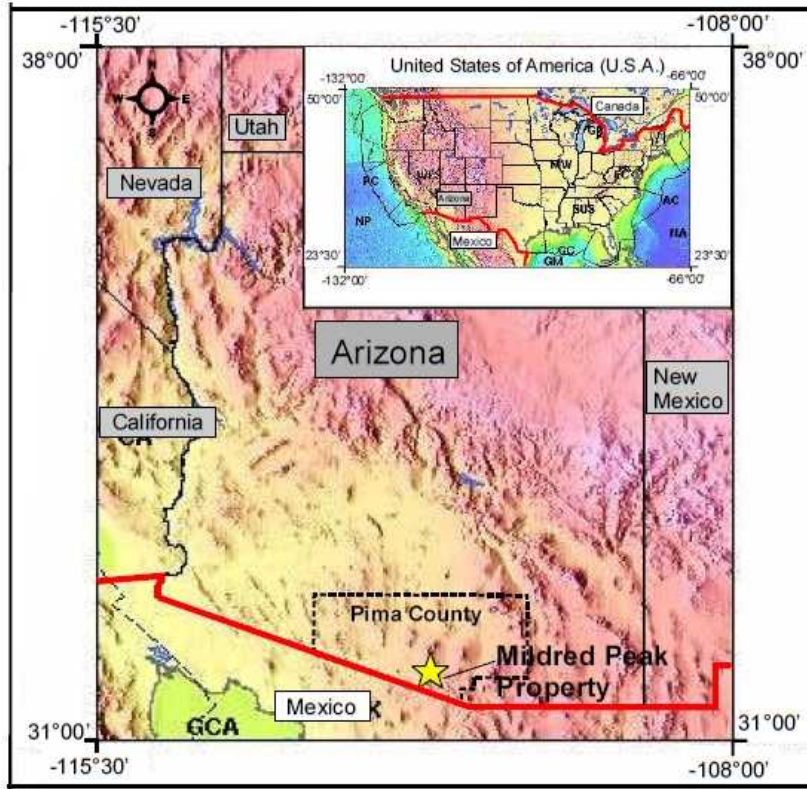 -115°30'
-108°00'
38°00'
38°00'
N
W E
S
United States of America (U.S.A.)
-132°00'
-66°00'
50°00'
50°00'
Canada
GL
MW
PC
Arizona
SUS
AC
NP
Mexico
GC
NA
GM
23°30'
23°30'
-132°00'
-66°00'
Utah
Nevada
Arizona
New
Mexico
California
CA
Pima County
Mildred Peak
Property
Mexico
GCA
31°00'
31°00'
-115°30'
-108°00'